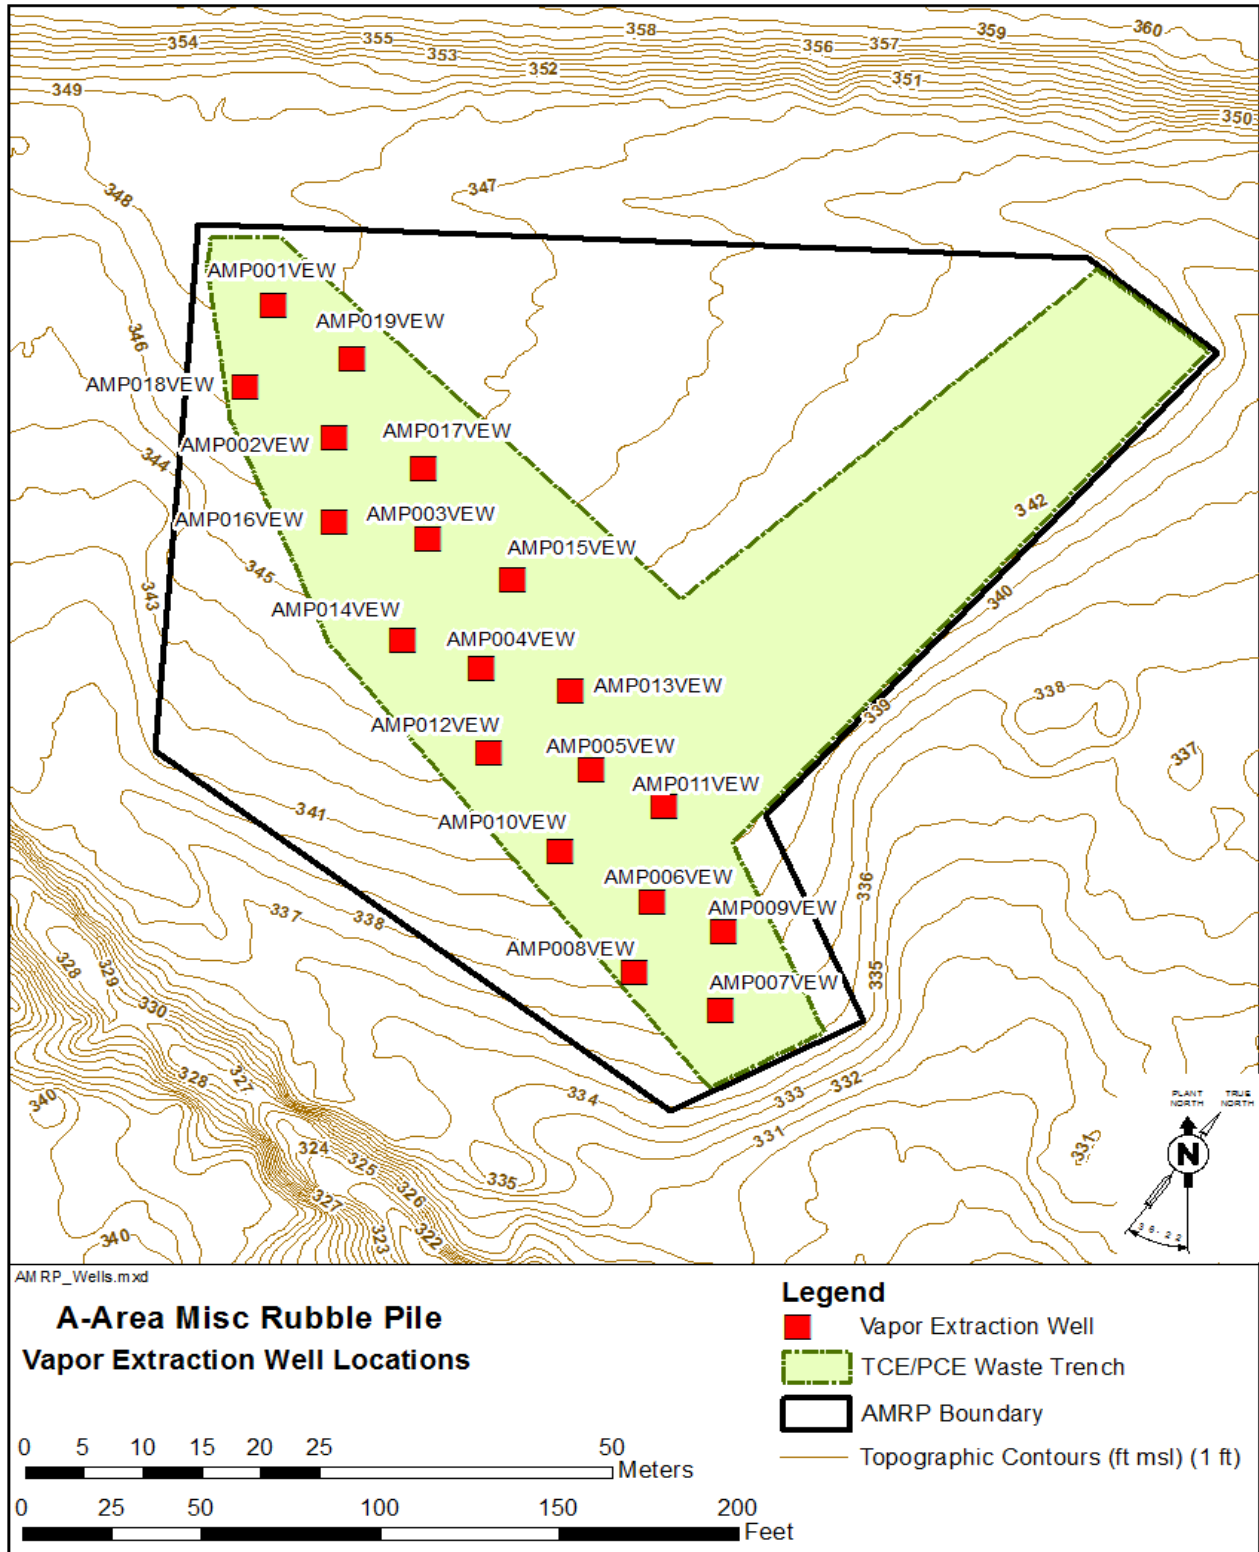 358
359
360
354
355
353
356
357
352
351
349
350
348
347
AMP001VEW
AMP019VEW
346
AMP018VEW
AMP017VEW
AMP002VEW
344
AMP003VEW
AMP016VEW
342
AMP015VEW
345
343
340
AMP014VEW
AMP004VEW
AMP013VEW
338
339
AMP012VEW
AMP005VEW
337
AMP011VEW
341
AMP010VEW
AMP006VEW
336
AMP009VEW
337
338
AMP008VEW
328
329
335
AMP007VEW
330
327
328
332
333
334
340
PLANT NORTH
TRUE NORTH
331
331
324
325
335
N
326
327
322
323
340
36.22
AMRP_Wells.mxd
A-Area Misc Rubble Pile
Vapor Extraction Well Locations
0 5 10 15 20 25 50
Meters
0 25 50 100 150 200
Feet
Legend
Vapor Extraction Well
TCE/PCE Waste Trench
AMRP Boundary
Topographic Contours (ft msl) (1 ft)